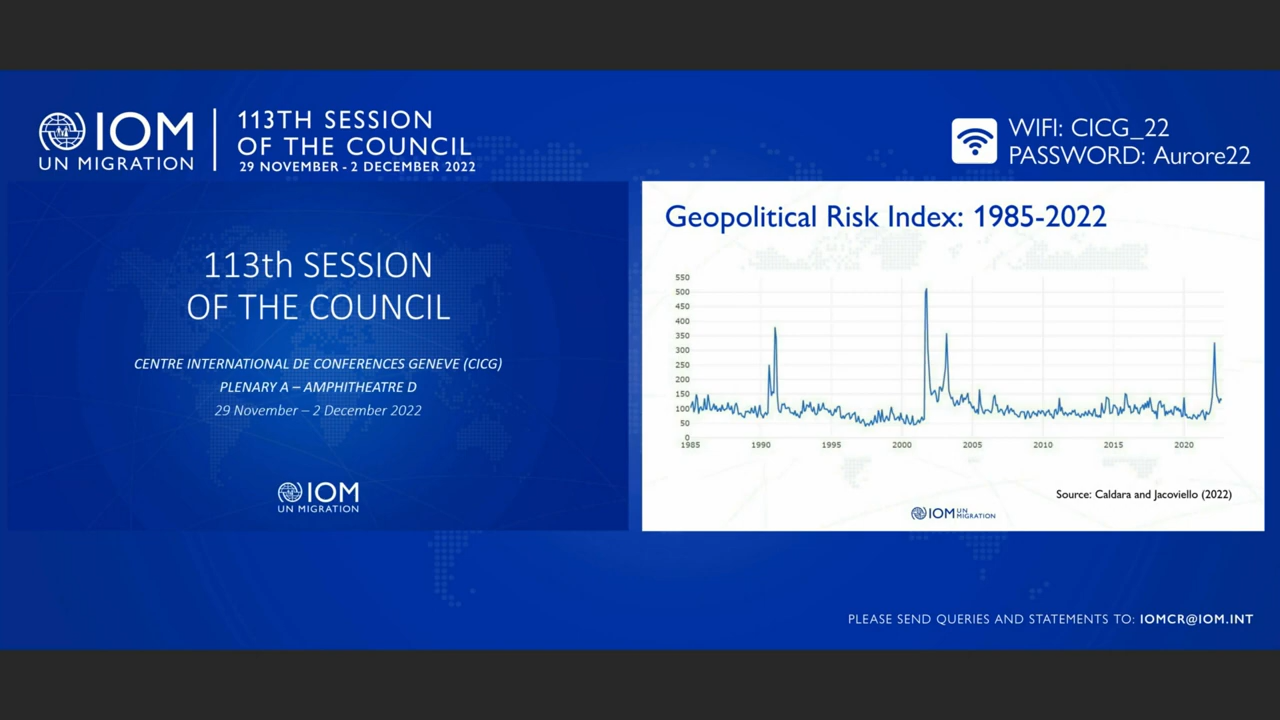 IOM
UN MIGRATION
113TH SESSION
OF THE COUNCIL
29 NOVEMBER - 2 DECEMBER 2022
WIFI: CICG_22
PASSWORD: Aurore22
113th SESSION
OF THE COUNCIL
CENTRE INTERNATIONAL DE CONFERENCES GENEVE (CICG)
PLENARY A – AMPHITHEATRE D
29 November – 2 December 2022
IOM
UN MIGRATION
Geopolitical Risk Index: 1985-2022
550
500
450
400
350
300
250
200
150
100
50
0
1985 1990 1995 2000 2005 2010 2015 2020
Source: Caldara and Jacoviello (2022)
IOM UN MIGRATION
PLEASE SEND QUERIES AND STATEMENTS TO: IOMCR@IOM.INT